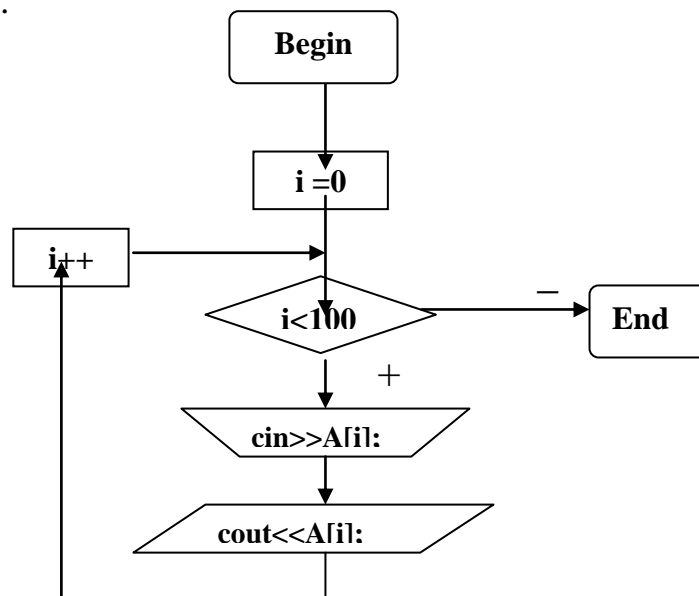 .
Begin
i =0
i++
i<100
−
End
+
cin>>A[i];
cout<<A[i];